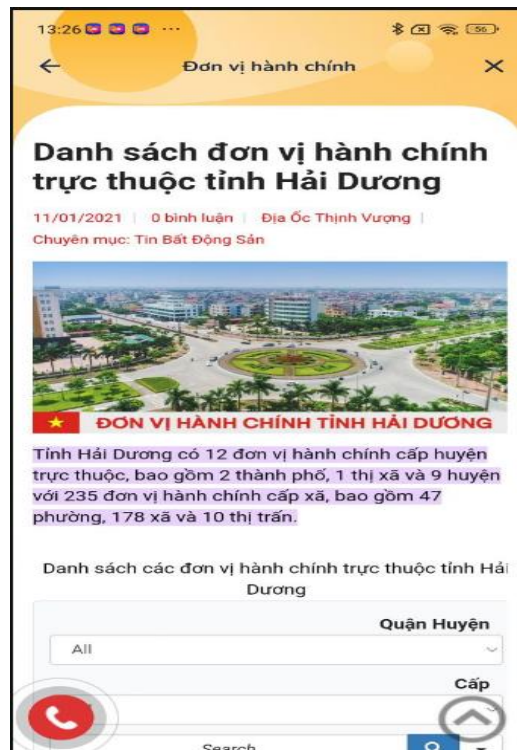 13:26
56
Đơn vị hành chính
Danh sách đơn vị hành chính
trực thuộc tỉnh Hải Dương
11/01/2021 | 0 bình luận | Địa Ốc Thịnh Vượng |
Chuyên mục: Tin Bất Động Sản
ĐƠN VỊ HÀNH CHÍNH TỈNH HẢI DƯƠNG
Tỉnh Hải Dương có 12 đơn vị hành chính cấp huyện
trực thuộc, bao gồm 2 thành phố, 1 thị xã và 9 huyện
với 235 đơn vị hành chính cấp xã, bao gồm 47
phường, 178 xã và 10 thị trấn.
Danh sách các đơn vị hành chính trực thuộc tỉnh Hải
Dương
Quận Huyện
All
Cấp
Search